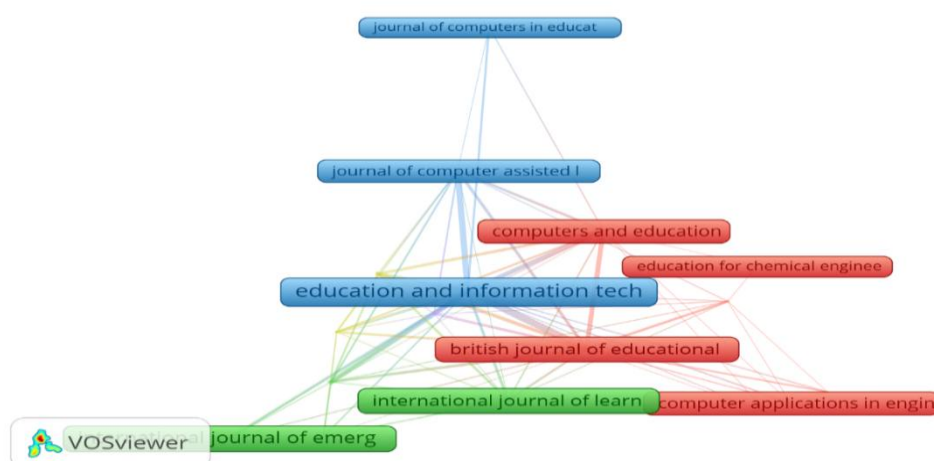 journal of computers in educat
journal of computer assisted l
computers and education
education for chemical enginee
education and information tech
british journal of educational
international journal of learn
computer applications in engin
international journal of emerg
VOSviewer